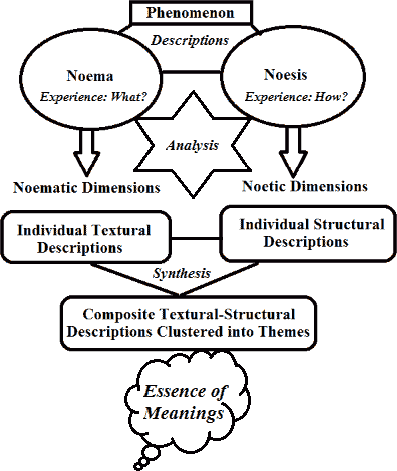 Phenomenon
Descriptions
Noema
Experience: What?
Noesis
Experience: How?
Analysis
Noematic Dimensions
Noetic Dimensions
Individual Textural
Descriptions
Individual Structural
Descriptions
Synthesis
Composite Textural-Structural
Descriptions Clustered into Themes
Essence of
Meanings